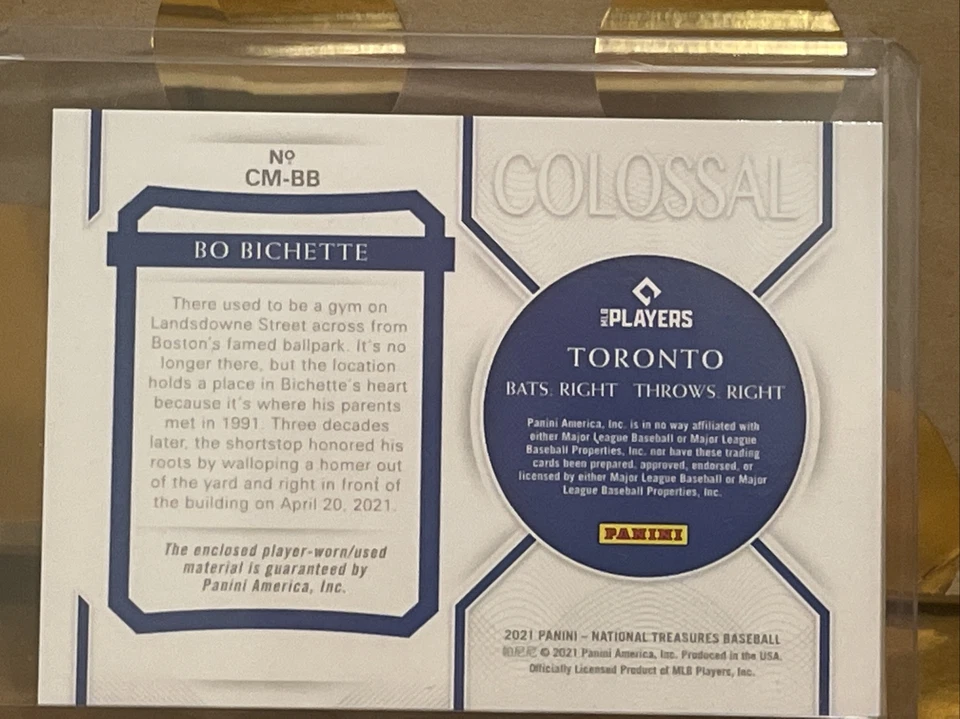 Nº
CM-BB
BO BICHETTE
There used to be a gym on
Landsdowne Street across from
Boston's famed ballpark. It's no
longer there, but the location
holds a place in Bichette's heart
because it's where his parents
met in 1991. Three decades
later, the shortstop honored his
roots by walloping a homer out
of the yard and right in front of
the building on April 20, 2021.
The enclosed player-worn/used
material is guaranteed by
Panini America, Inc.
COLOSSAL
MLB PLAYERS
TORONTO
BATS: RIGHT THROWS: RIGHT
Panini America, Inc. is in no way affiliated with
either Major League Baseball or Major League
Baseball Properties, Inc. nor have these trading
cards been prepared, approved, endorsed, or
licensed by either Major League Baseball or Major
League Baseball Properties, Inc.
PANINI
2021 PANINI – NATIONAL TREASURES BASEBALL
帕尼尼 © 2021 Panini America, Inc. Produced in the USA.
Officially Licensed Product of MLB Players, Inc.